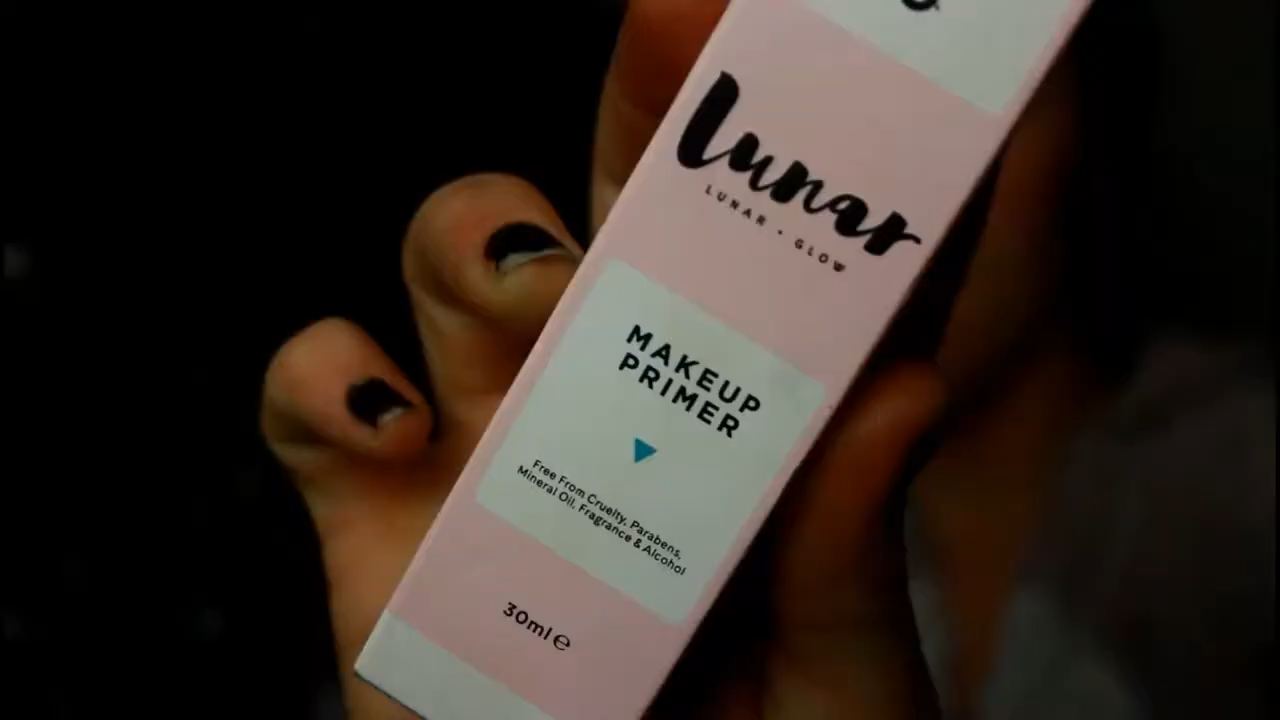 Lunar
LUNAR • GLOW
MAKEUP
PRIMER
Free From Cruelty, Parabens,
Mineral Oil, Fragrance & Alcohol
30ml ℮